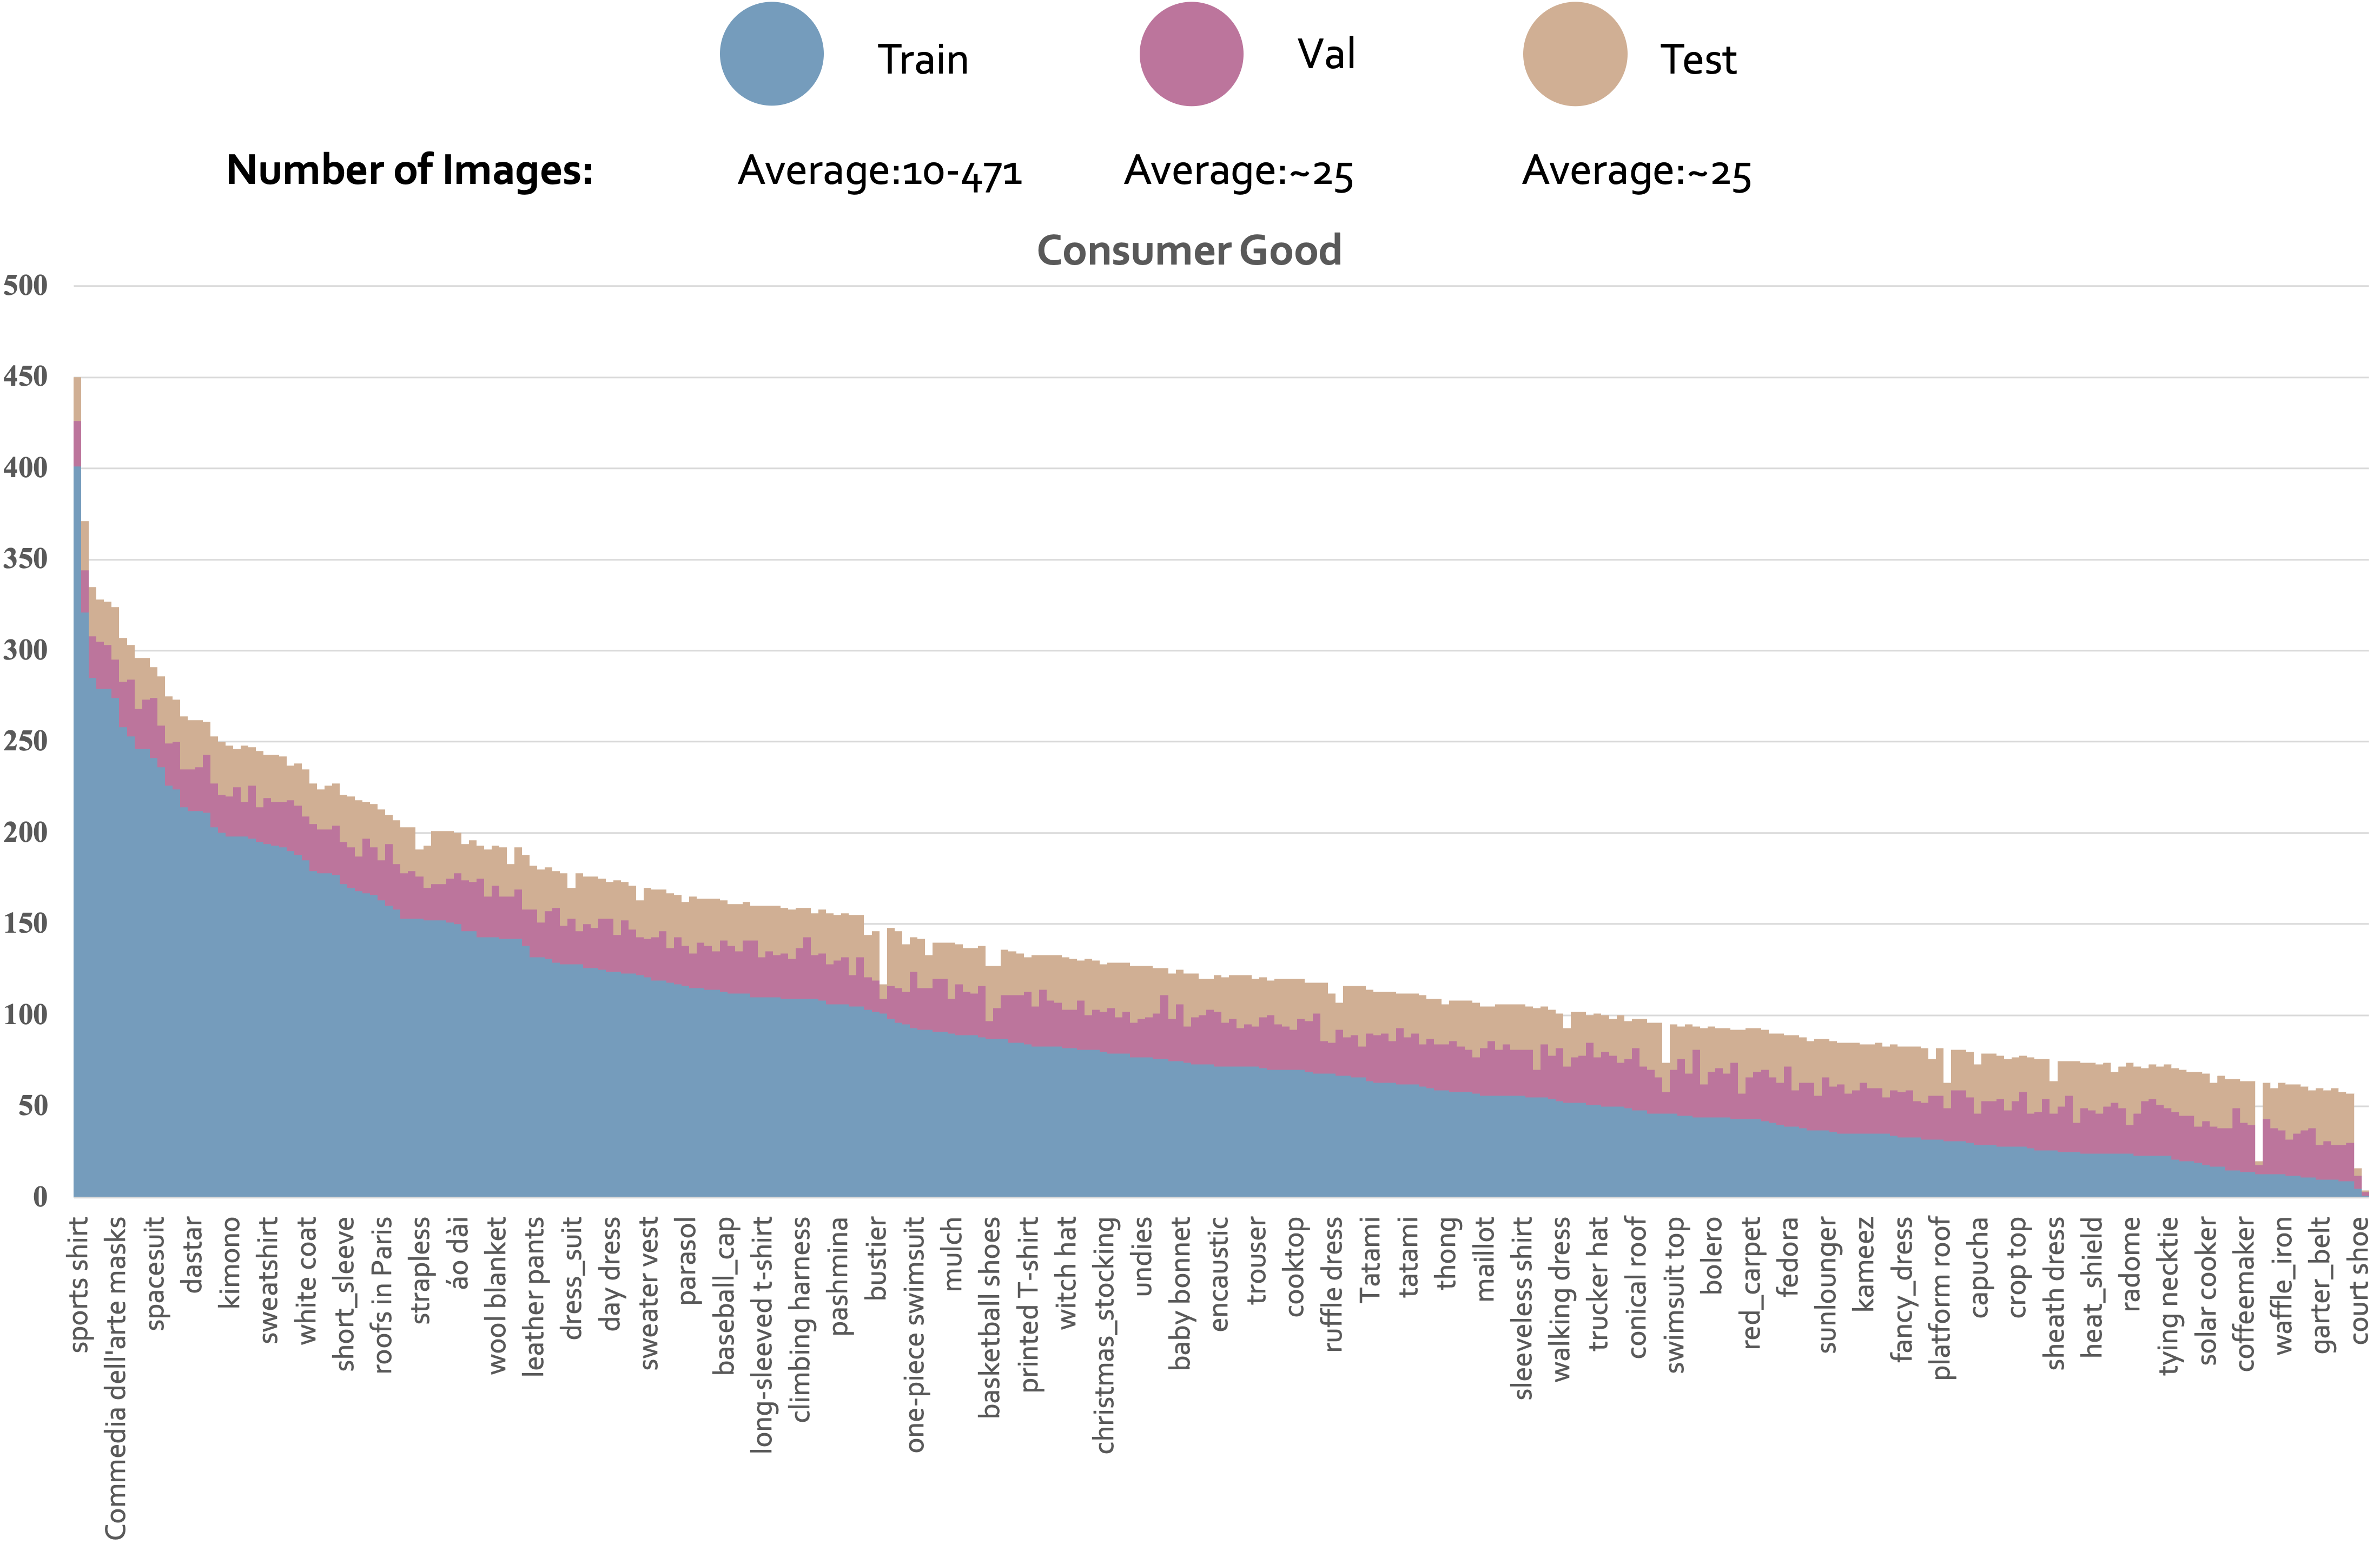 Train Val Test
Number of Images: Average:10-471 Average:~25 Average:~25
Consumer Good
500
450
400
350
300
250
200
150
100
50
0
sports shirt
Commedia dell'arte masks
spacesuit
dastar
kimono
sweatshirt
white coat
short_sleeve
roofs in Paris
strapless
áo dài
wool blanket
leather pants
dress_suit
day dress
sweater vest
parasol
baseball_cap
long-sleeved t-shirt
climbing harness
pashmina
bustier
one-piece swimsuit
mulch
basketball shoes
printed T-shirt
witch hat
christmas_stocking
undies
baby bonnet
encaustic
trouser
cooktop
ruffle dress
Tatami
tatami
thong
maillot
sleeveless shirt
walking dress
trucker hat
conical roof
swimsuit top
bolero
red_carpet
fedora
sunlounger
kameez
fancy_dress
platform roof
capucha
crop top
sheath dress
heat_shield
radome
tying necktie
solar cooker
coffeemaker
waffle_iron
garter_belt
court shoe